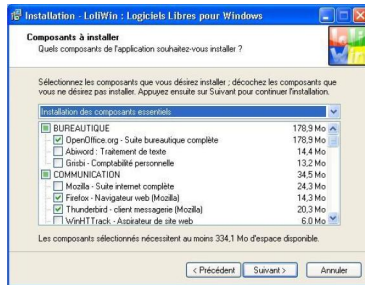 Installation - LoliWin : Logiciels Libres pour Windows
Composants à installer
Quels composants de l'application souhaitez-vous installer ?
Sélectionnez les composants que vous désirez installer ; décochez les composants que
vous ne désirez pas installer. Appuyez ensuite sur Suivant pour continuer l'installation.
Installation des composants essentiels
BUREAUTIQUE 178,9 Mo
OpenOffice.org - Suite bureautique complète 178,9 Mo
Abiword : Traitement de texte 14,4 Mo
Grisbi - Comptabilité personnelle 13,2 Mo
COMMUNICATION 34,5 Mo
Mozilla - Suite internet complète 24,3 Mo
Firefox - Navigateur web (Mozilla) 14,3 Mo
Thunderbird - client messagerie (Mozilla) 20,3 Mo
WinHTTrack - Aspirateur de site web 6,0 Mo
Les composants sélectionnés nécessitent au moins 334,1 Mo d'espace disponible.
< Précédent Suivant > Annuler